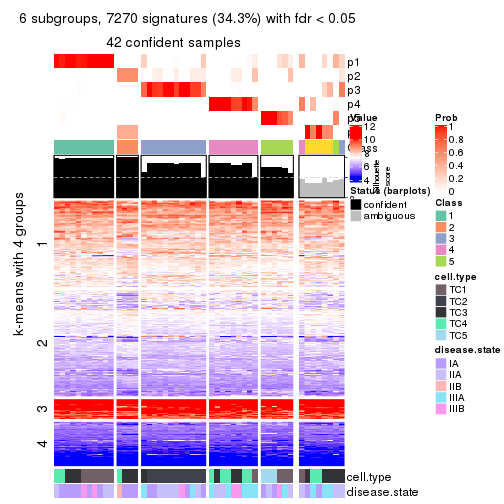 6 subgroups, 7270 signatures (34.3%) with fdr < 0.05
42 confident samples
p1
p2
p3
p4
Value
12
10
8
6
4
Prob
1
0.8
0.6
0.4
0.2
0
Silhouette
score
Status (barplots)
confident
ambiguous
Class
1
2
3
4
5
k-means with 4 groups
1
2
3
4
cell.type
TC1
TC2
TC3
TC4
TC5
disease.state
IA
IIA
IIB
IIIA
IIIB
cell.type
disease.state